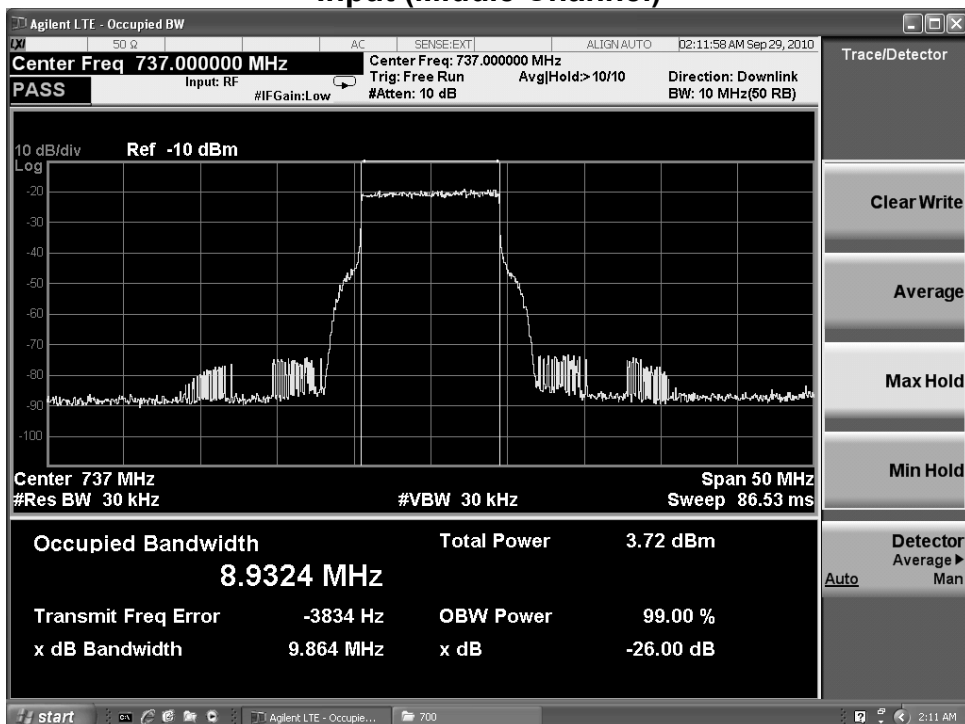 Input (Middle Channel)
Agilent LTE - Occupied BW
LXI 50 Ω AC SENSE:EXT ALIGN AUTO 02:11:58 AM Sep 29, 2010
Center Freq 737.000000 MHz
PASS
Input: RF
#IFGain:Low
Center Freq: 737.000000 MHz
Trig: Free Run Avg|Hold:> 10/10
#Atten: 10 dB
Direction: Downlink
BW: 10 MHz(50 RB)
Trace/Detector
10 dB/div Ref -10 dBm
Log
-20
-30
-40
-50
-60
-70
-80
-90
-100
Center 737 MHz Span 50 MHz
#Res BW 30 kHz #VBW 30 kHz Sweep 86.53 ms
Occupied Bandwidth Total Power 3.72 dBm
8.9324 MHz
Transmit Freq Error -3834 Hz OBW Power 99.00 %
x dB Bandwidth 9.864 MHz x dB -26.00 dB
Clear Write
Average
Max Hold
Min Hold
Detector
Average
Auto Man
start Agilent LTE - Occupie... 700 2:11 AM